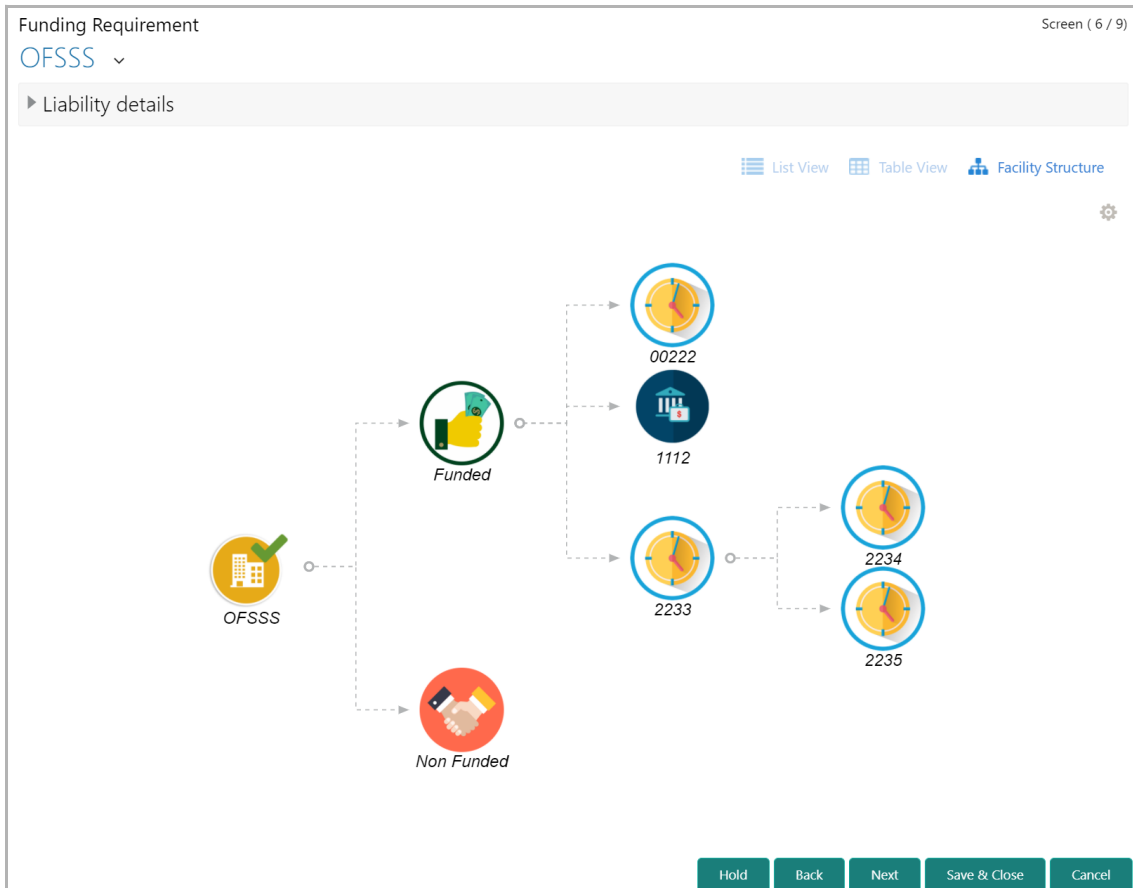 Funding Requirement
Screen ( 6 / 9)
OFSSS
Liability details
List View
Table View
Facility Structure
00222
1112
Funded
2234
2233
OFSSS
2235
Non Funded
Hold
Back
Next
Save & Close
Cancel